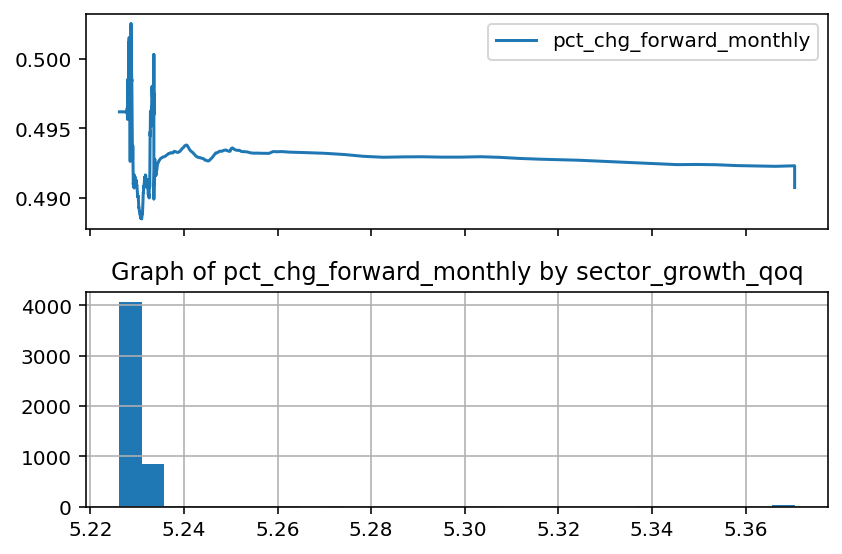 0.500
0.495
0.490
pct_chg_forward_monthly
Graph of pct_chg_forward_monthly by sector_growth_qoq
4000
3000
2000
1000
0
5.22 5.24 5.26 5.28 5.30 5.32 5.34 5.36